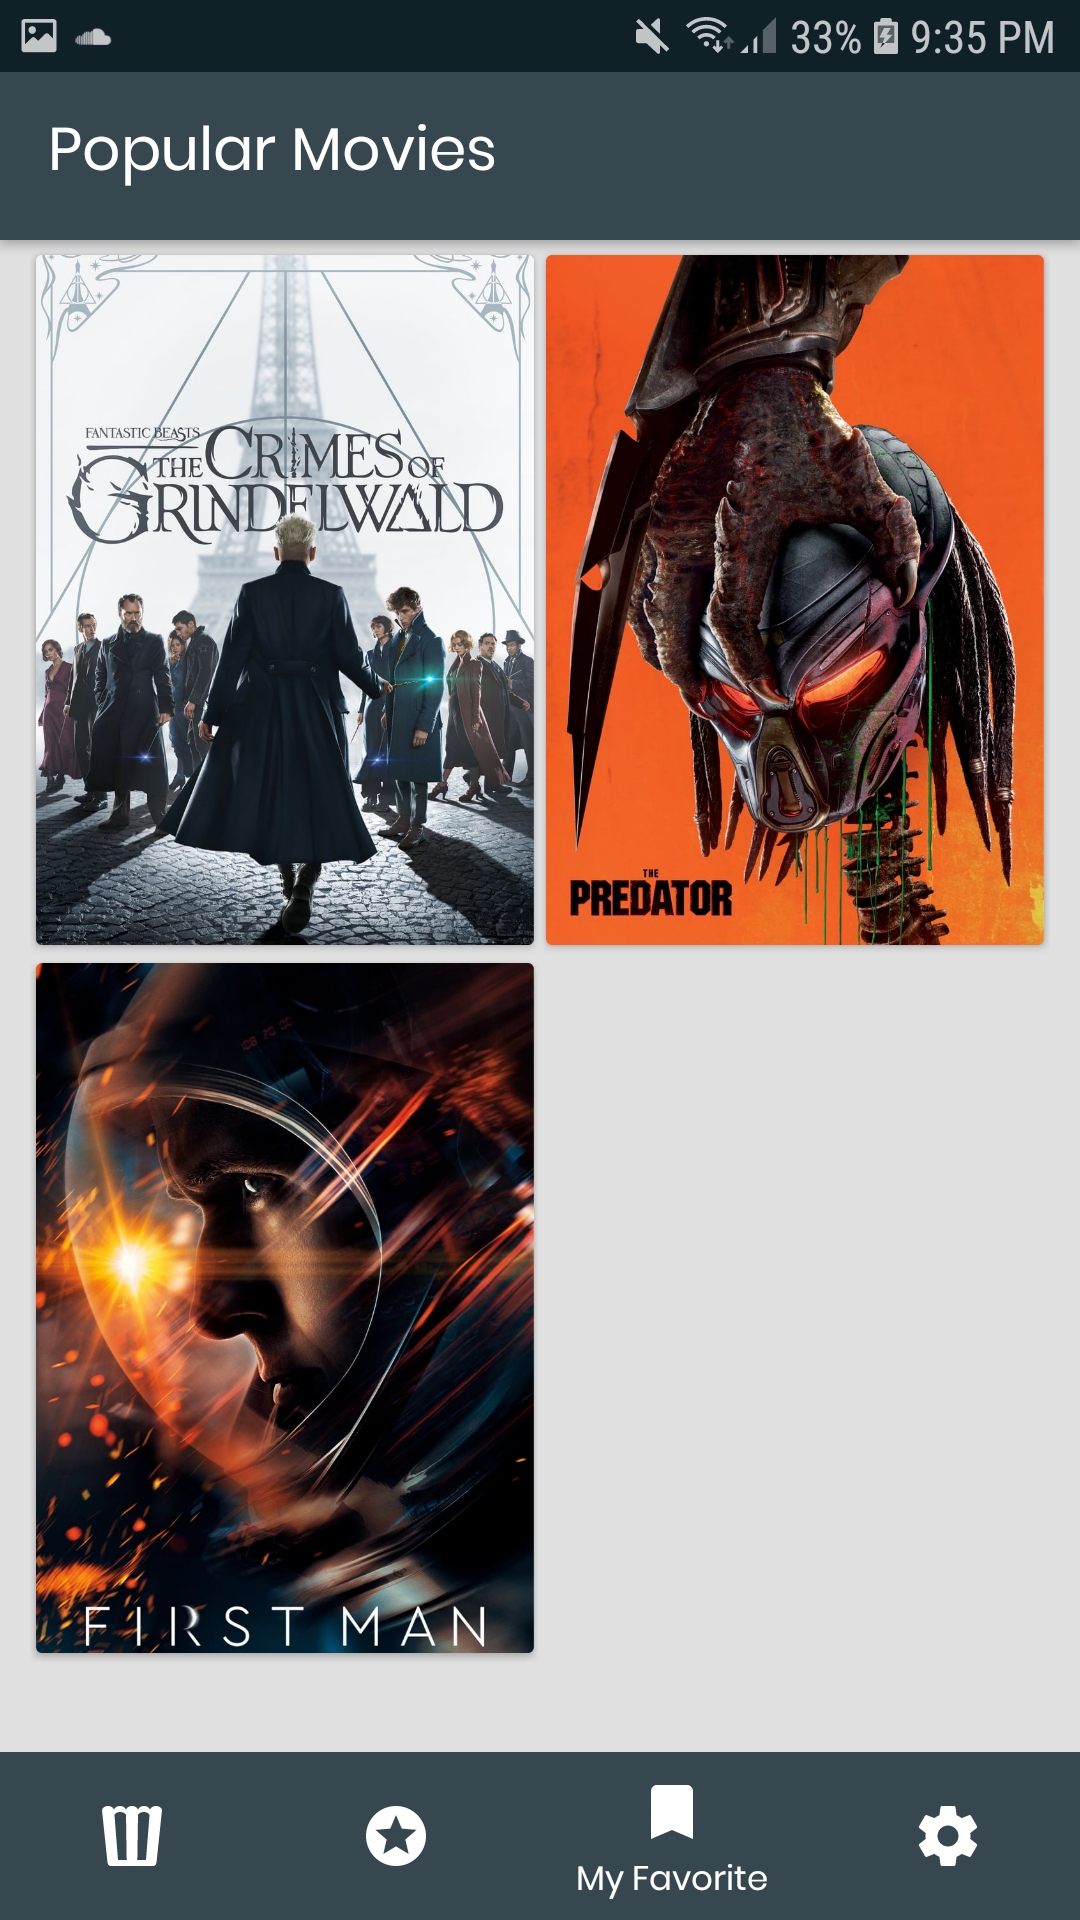 33% 9:35 PM
Popular Movies
FANTASTIC BEASTS
THE CRIMES OF
GRINDELWALD
THE
PREDATOR
FIRST MAN
My Favorite